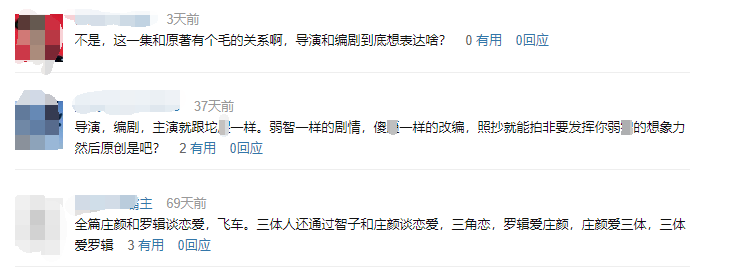 3天前
不是，这一集和原著有个毛的关系啊，导演和编剧到底想表达啥？ 0 有用 0回应
37天前
导演，编剧，主演就跟坨 一样。弱智一样的剧情，傻 一样的改编，照抄就能拍非要发挥你弱 的想象力
然后原创是吧？ 2 有用 0回应
霸主 69天前
全篇庄颜和罗辑谈恋爱，飞车。三体人还通过智子和庄颜谈恋爱，三角恋，罗辑爱庄颜，庄颜爱三体，三体
爱罗辑 3 有用 0回应